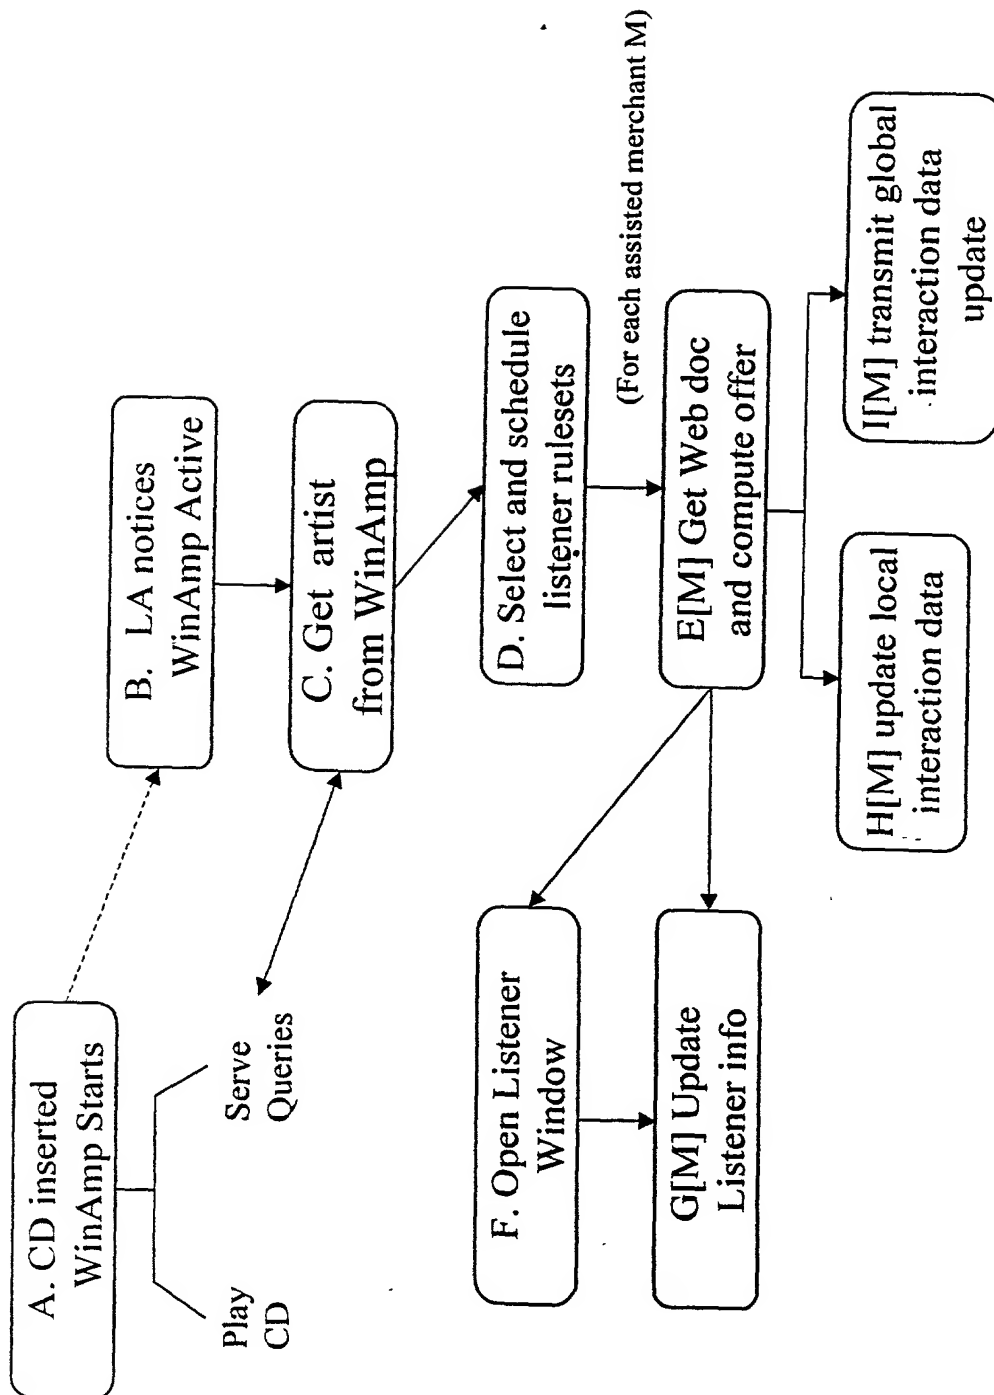 A. CD inserted
WinAmp Starts
Play
CD
Serve
Queries
B. LA notices
WinAmp Active
C. Get artist
from WinAmp
D. Select and schedule
listener rulesets
(For each assisted merchant M)
E[M] Get Web doc
and compute offer
F. Open Listener
Window
G[M] Update
Listener info
H[M] update local
interaction data
I[M] transmit global
interaction data
update